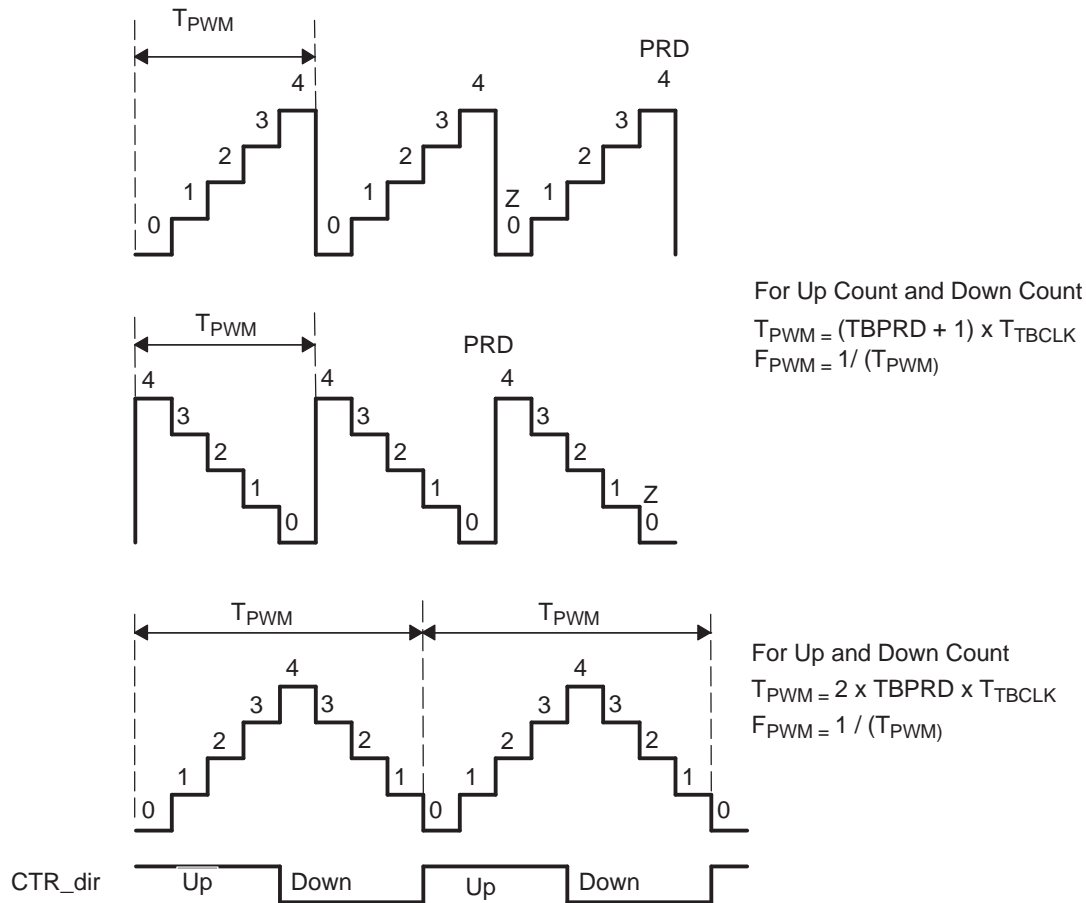 TPWM
PRD
4 4 4
3 3 3
2 2 2
1 1 1
Z
0 0 0
For Up Count and Down Count
TPWM = (TBPRD + 1) x TTBCLK
FPWM = 1/ (TPWM)
TPWM
PRD
4 4 4
3 3 3
2 2 2
1 1 1
Z
0 0 0
TPWM TPWM
For Up and Down Count
TPWM = 2 x TBPRD x TTBCLK
FPWM = 1 / (TPWM)
4 4
3 3 3 3
2 2 2 2
1 1 1 1
0 0 0
CTR_dir Up Down Up Down